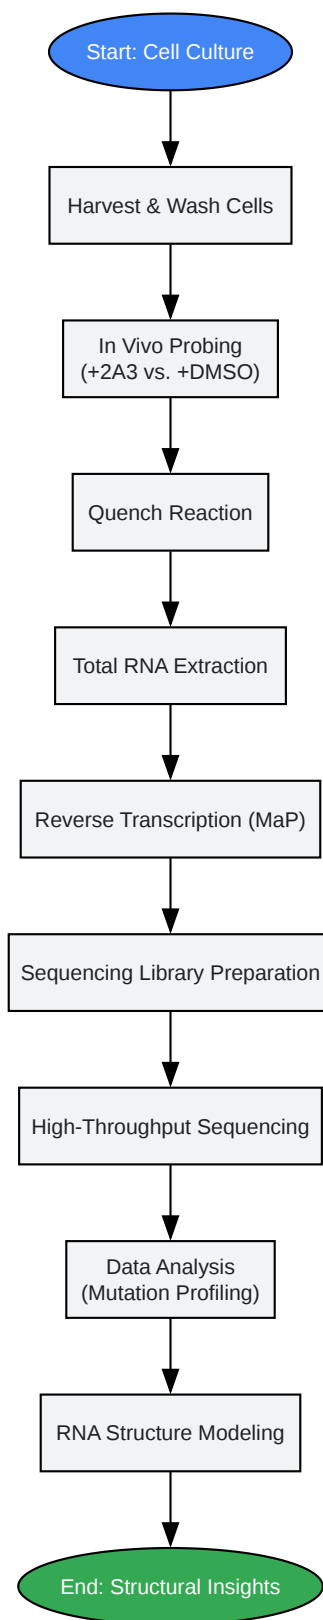 Start: Cell Culture
Harvest & Wash Cells
In Vivo Probing
(+2A3 vs. +DMSO)
Quench Reaction
Total RNA Extraction
Reverse Transcription (MaP)
Sequencing Library Preparation
High-Throughput Sequencing
Data Analysis
(Mutation Profiling)
RNA Structure Modeling
End: Structural Insights